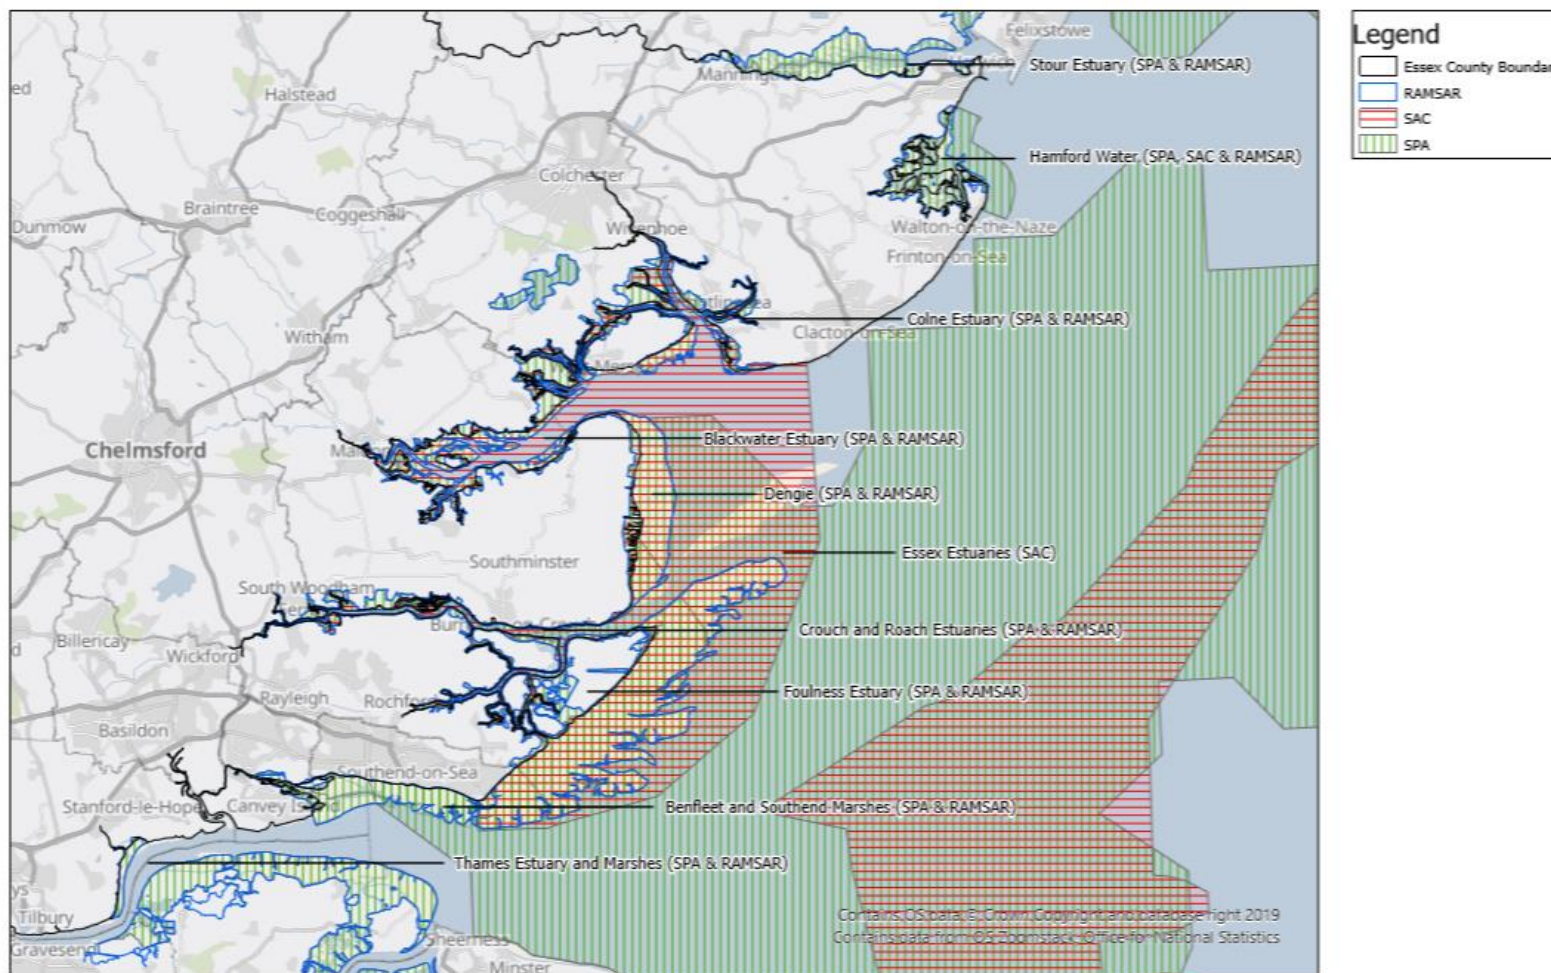 Legend
Essex County Boundar
RAMSAR
SAC
SPA
Felixstowe
Stour Estuary (SPA & RAMSAR)
Halstead
Hamford Water (SPA, SAC & RAMSAR)
Colchester
Braintree
Coggeshall
Dunmow
Wivenhoe
Walton-on-the-Naze
Frinton-on-Sea
Colne Estuary (SPA & RAMSAR)
Clacton-on-Sea
Witham
Blackwater Estuary (SPA & RAMSAR)
Chelmsford
Dengie (SPA & RAMSAR)
Essex Estuaries (SAC)
Southminster
South Woodham
Crouch and Roach Estuaries (SPA & RAMSAR)
Billericay
Wickford
Foulness Estuary (SPA & RAMSAR)
Rayleigh
Rochford
Basildon
Southend-on-Sea
Stanford-le-Hope
Canvey Island
Benfleet and Southend Marshes (SPA & RAMSAR)
Thames Estuary and Marshes (SPA & RAMSAR)
Tilbury
Gravesend
Sheerness
Minster
Contains OS data © Crown Copyright and database right 2019
Contains data from OS Zoomstack, Office for National Statistics